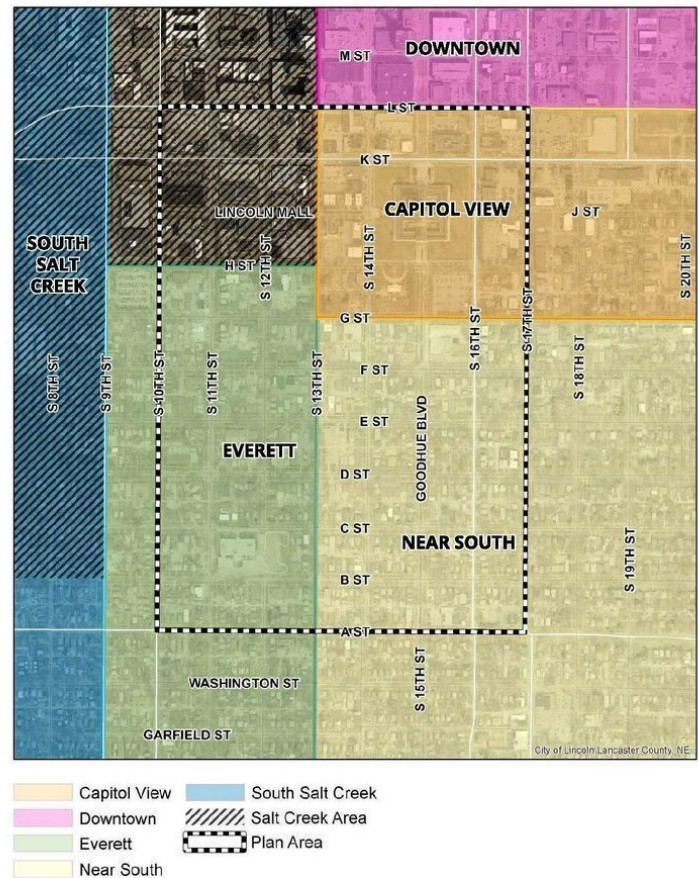 M ST
DOWNTOWN
L ST
K ST
LINCOLN MALL
CAPITOL VIEW
J ST
SOUTH
SALT
CREEK
H ST
S 12TH ST
S 14TH ST
S 20TH ST
G ST
S 8TH ST
S 9TH ST
S 10TH ST
S 11TH ST
S 13TH ST
F ST
S 16TH ST
S 17TH ST
S 18TH ST
E ST
GOODHUE BLVD
EVERETT
D ST
C ST
NEAR SOUTH
B ST
S 19TH ST
A ST
WASHINGTON ST
S 15TH ST
GARFIELD ST
City of Lincoln Lancaster County, NE
Capitol View
South Salt Creek
Downtown
Salt Creek Area
Everett
Plan Area
Near South